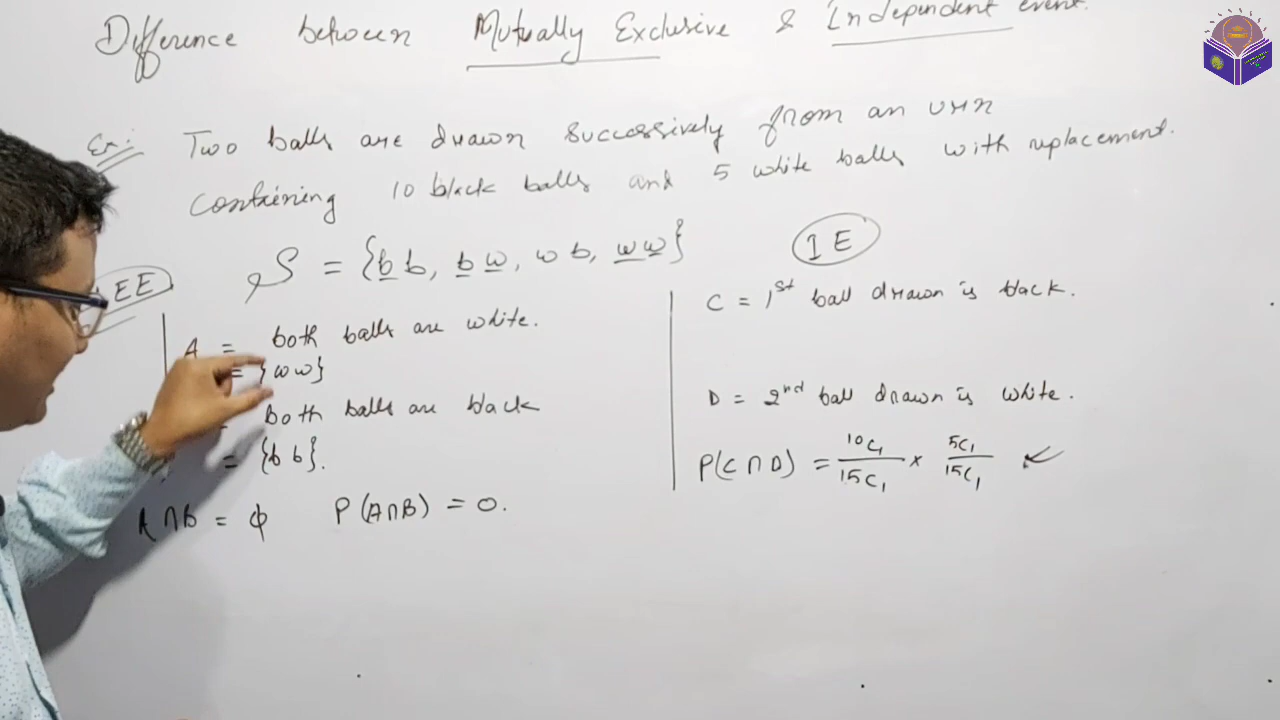 Difference between Mutually Exclusive & Independent event.
Ex: Two balls are drawn successively from an urn
containing 10 black balls and 5 white balls with replacement.
S = {bb, bw, wb, ww}
EE
A = both balls are white.
= {ww}
= both balls are black
= {bb}.
A ∩ B = ϕ P(A∩B) = 0.
IE
C = 1st ball drawn is black.
D = 2nd ball drawn is white.
P(C ∩ D) = 10C1/15C1 × 5C1/15C1